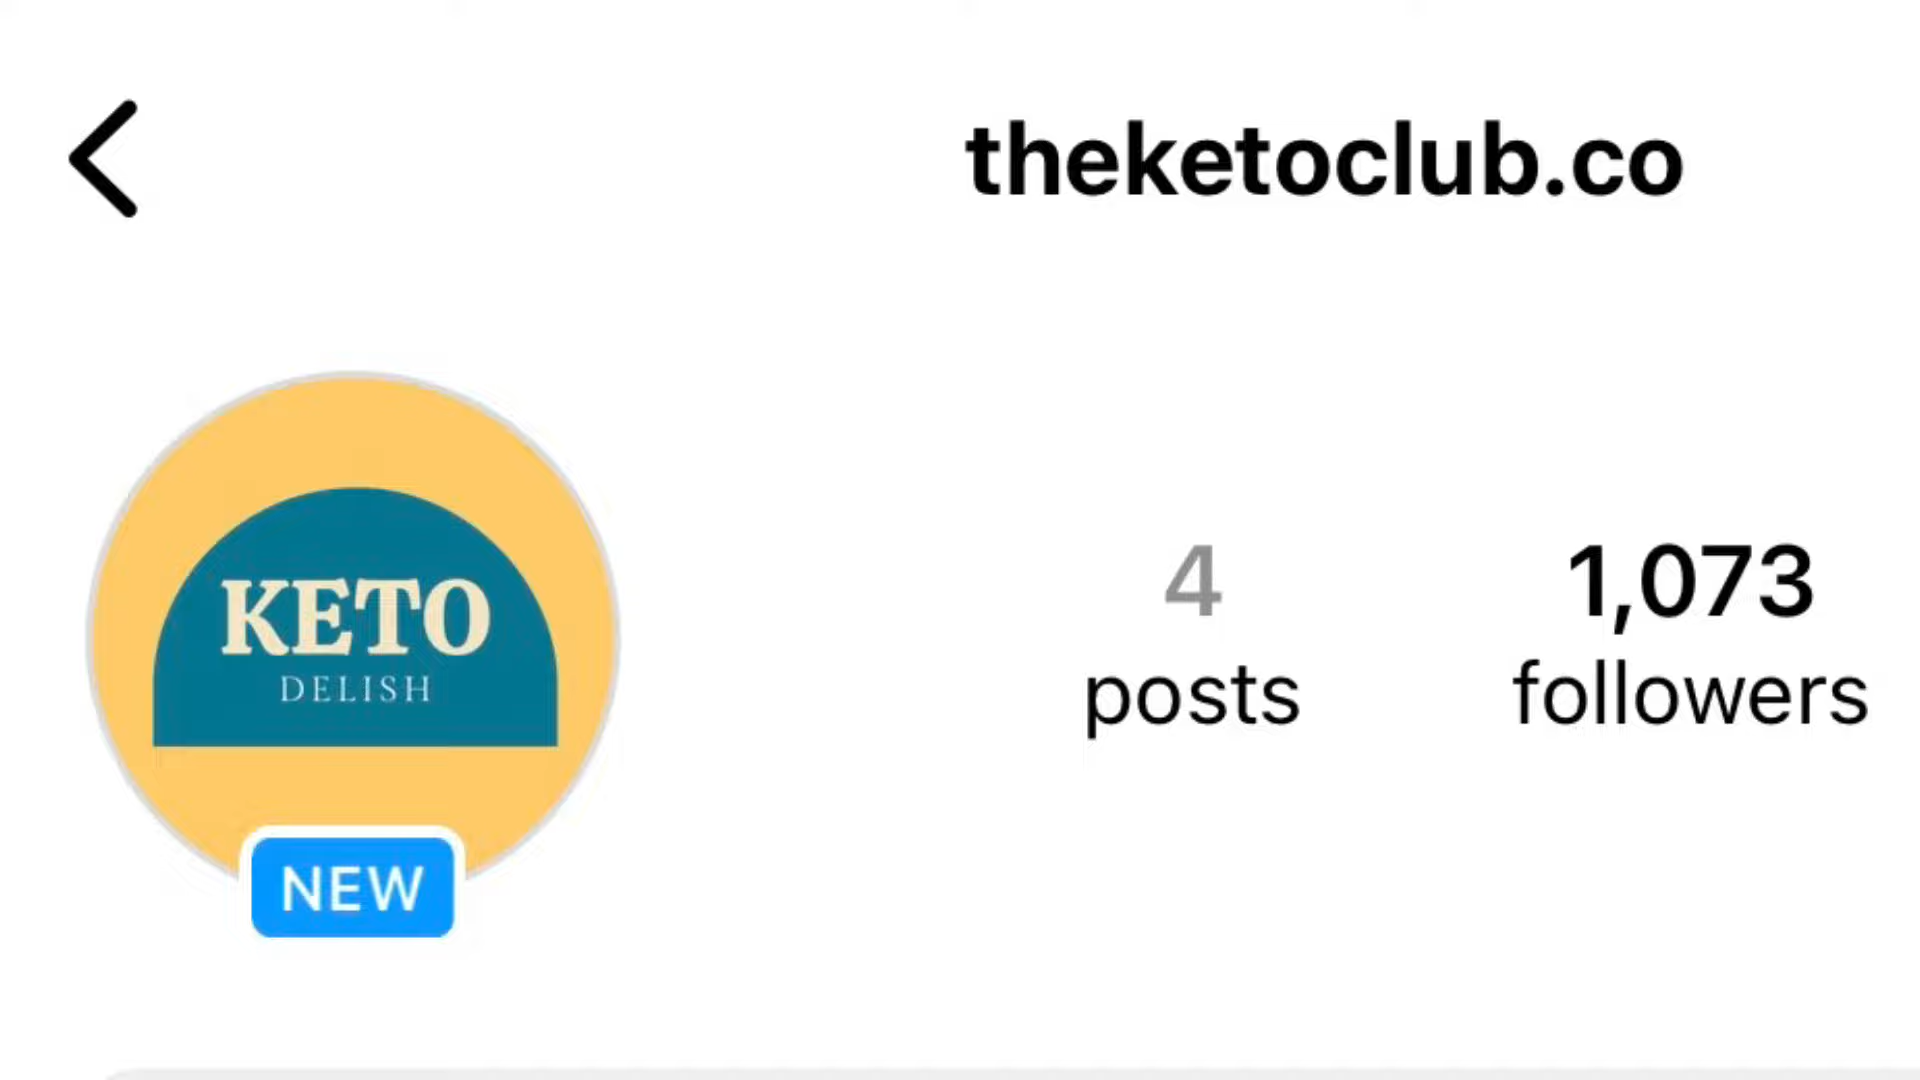 theketoclub.co
KETO
DELISH
NEW
4
posts
1,073
followers